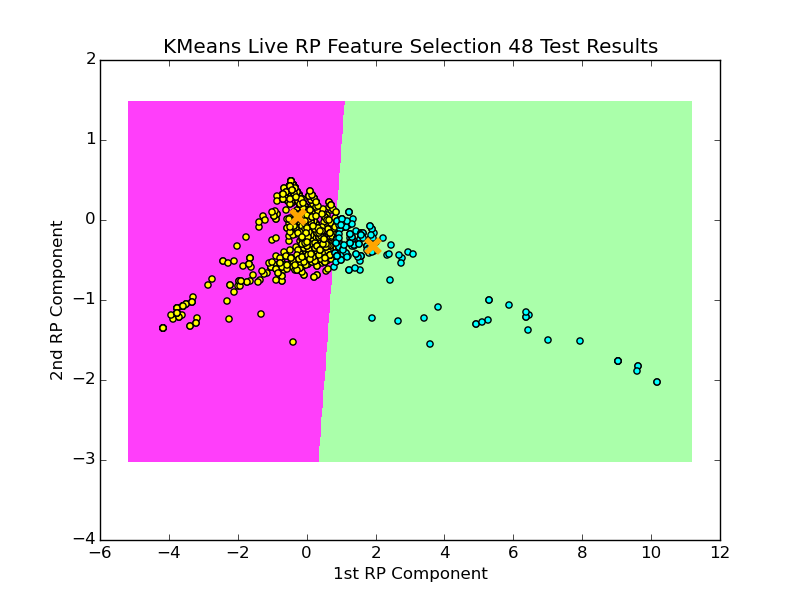 KMeans Live RP Feature Selection 48 Test Results
2
1
0
−1
−2
−3
−4
2nd RP Component
−6 −4 −2 0 2 4 6 8 10 12
1st RP Component